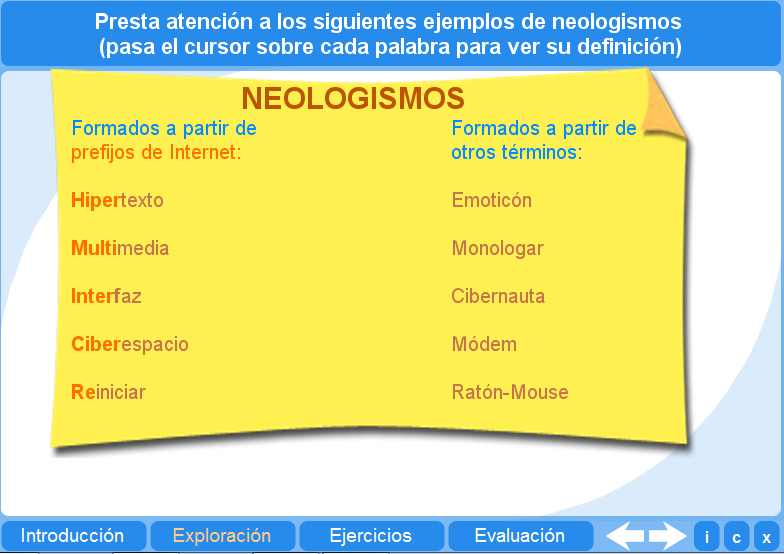 Presta atención a los siguientes ejemplos de neologismos
(pasa el cursor sobre cada palabra para ver su definición)
NEOLOGISMOS
Formados a partir de
prefijos de Internet:
Hipertexto
Multimedia
Interfaz
Ciberespacio
Reiniciar
Formados a partir de
otros términos:
Emoticón
Monologar
Cibernauta
Módem
Ratón-Mouse
Introducción
Exploración
Ejercicios
Evaluación
i
c
x